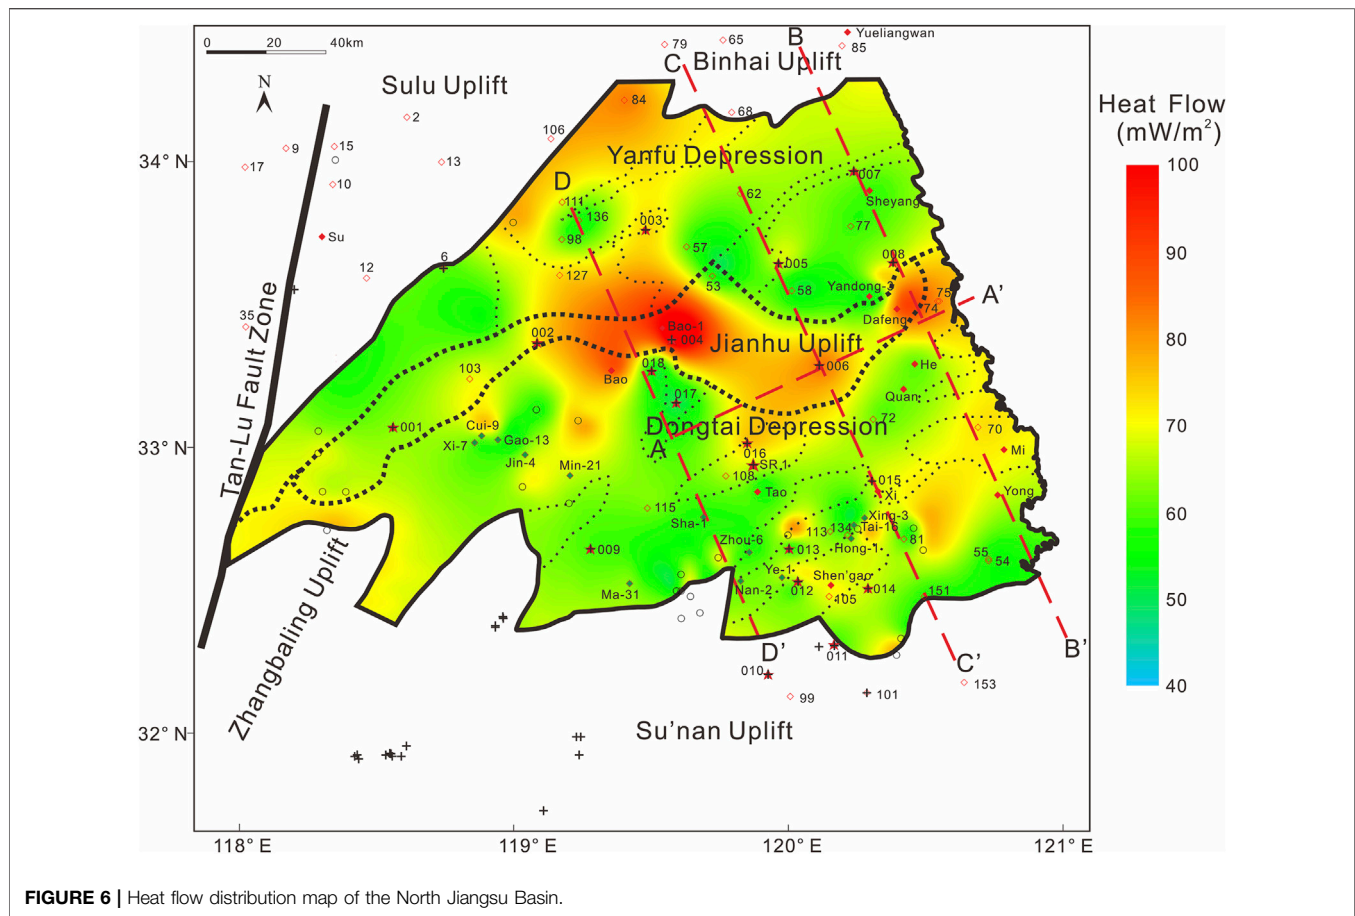 B
Yueliangwan
65
79
85
0
20
40km
C
Binhai Uplift
Sulu Uplift
N
84
68
2
106
9
15
34° N
17
13
Yanfu Depression
10
D
007
62
Sheyang
111
136
003
77
Su
98
57
6
008
005
12
127
53
58
Yandong-3
75
A’
35
Dafeng
74
Bao-1
002
004
Jianhu Uplift
018
006
He
103
Bao
Quan
017
72
Cui-9
001
Dongtai Depression
70
Gao-13
33° N
Xi-7
A
016
Mi
Jin-4
Min-21
SR 1
108
015
Tao
Xi
Yong
115
Sha-1
Xing-3
113
134
Tai-16
Zhou-6
81
009
013
Hong-1
55
54
Ye-1
Shen’gao
Ma-31
Nan-2
012
014
105
151
Tan-Lu Fault Zone
Zhangbaling Uplift
D’
011
B’
C’
010
99
101
153
32° N
Su’nan Uplift
118° E
119° E
120° E
121° E
Heat Flow
(mW/m²)
100
90
80
70
60
50
40
FIGURE 6 | Heat flow distribution map of the North Jiangsu Basin.